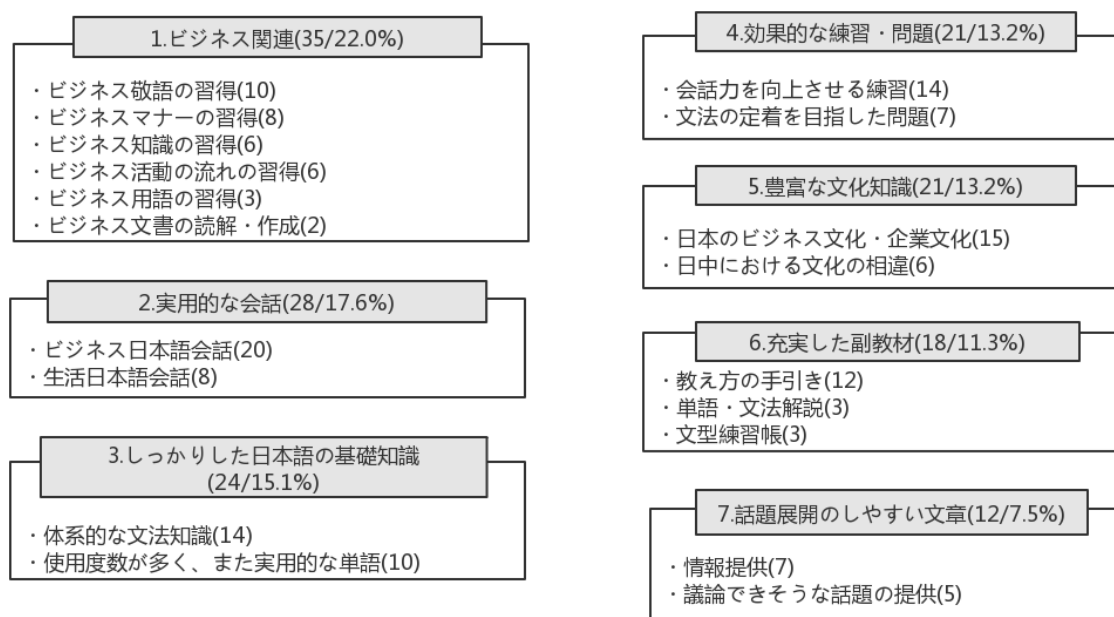 1.ビジネス関連(35/22.0%)
・ビジネス敬語の習得(10)
・ビジネスマナーの習得(8)
・ビジネス知識の習得(6)
・ビジネス活動の流れの習得(6)
・ビジネス用語の習得(3)
・ビジネス文書の読解・作成(2)
2.実用的な会話(28/17.6%)
・ビジネス日本語会話(20)
・生活日本語会話(8)
3.しっかりした日本語の基礎知識
(24/15.1%)
・体系的な文法知識(14)
・使用度数が多く、また実用的な単語(10)
4.効果的な練習・問題(21/13.2%)
・会話力を向上させる練習(14)
・文法の定着を目指した問題(7)
5.豊富な文化知識(21/13.2%)
・日本のビジネス文化・企業文化(15)
・日中における文化の相違(6)
6.充実した副教材(18/11.3%)
・教え方の手引き(12)
・単語・文法解説(3)
・文型練習帳(3)
7.話題展開のしやすい文章(12/7.5%)
・情報提供(7)
・議論できそうな話題の提供(5)